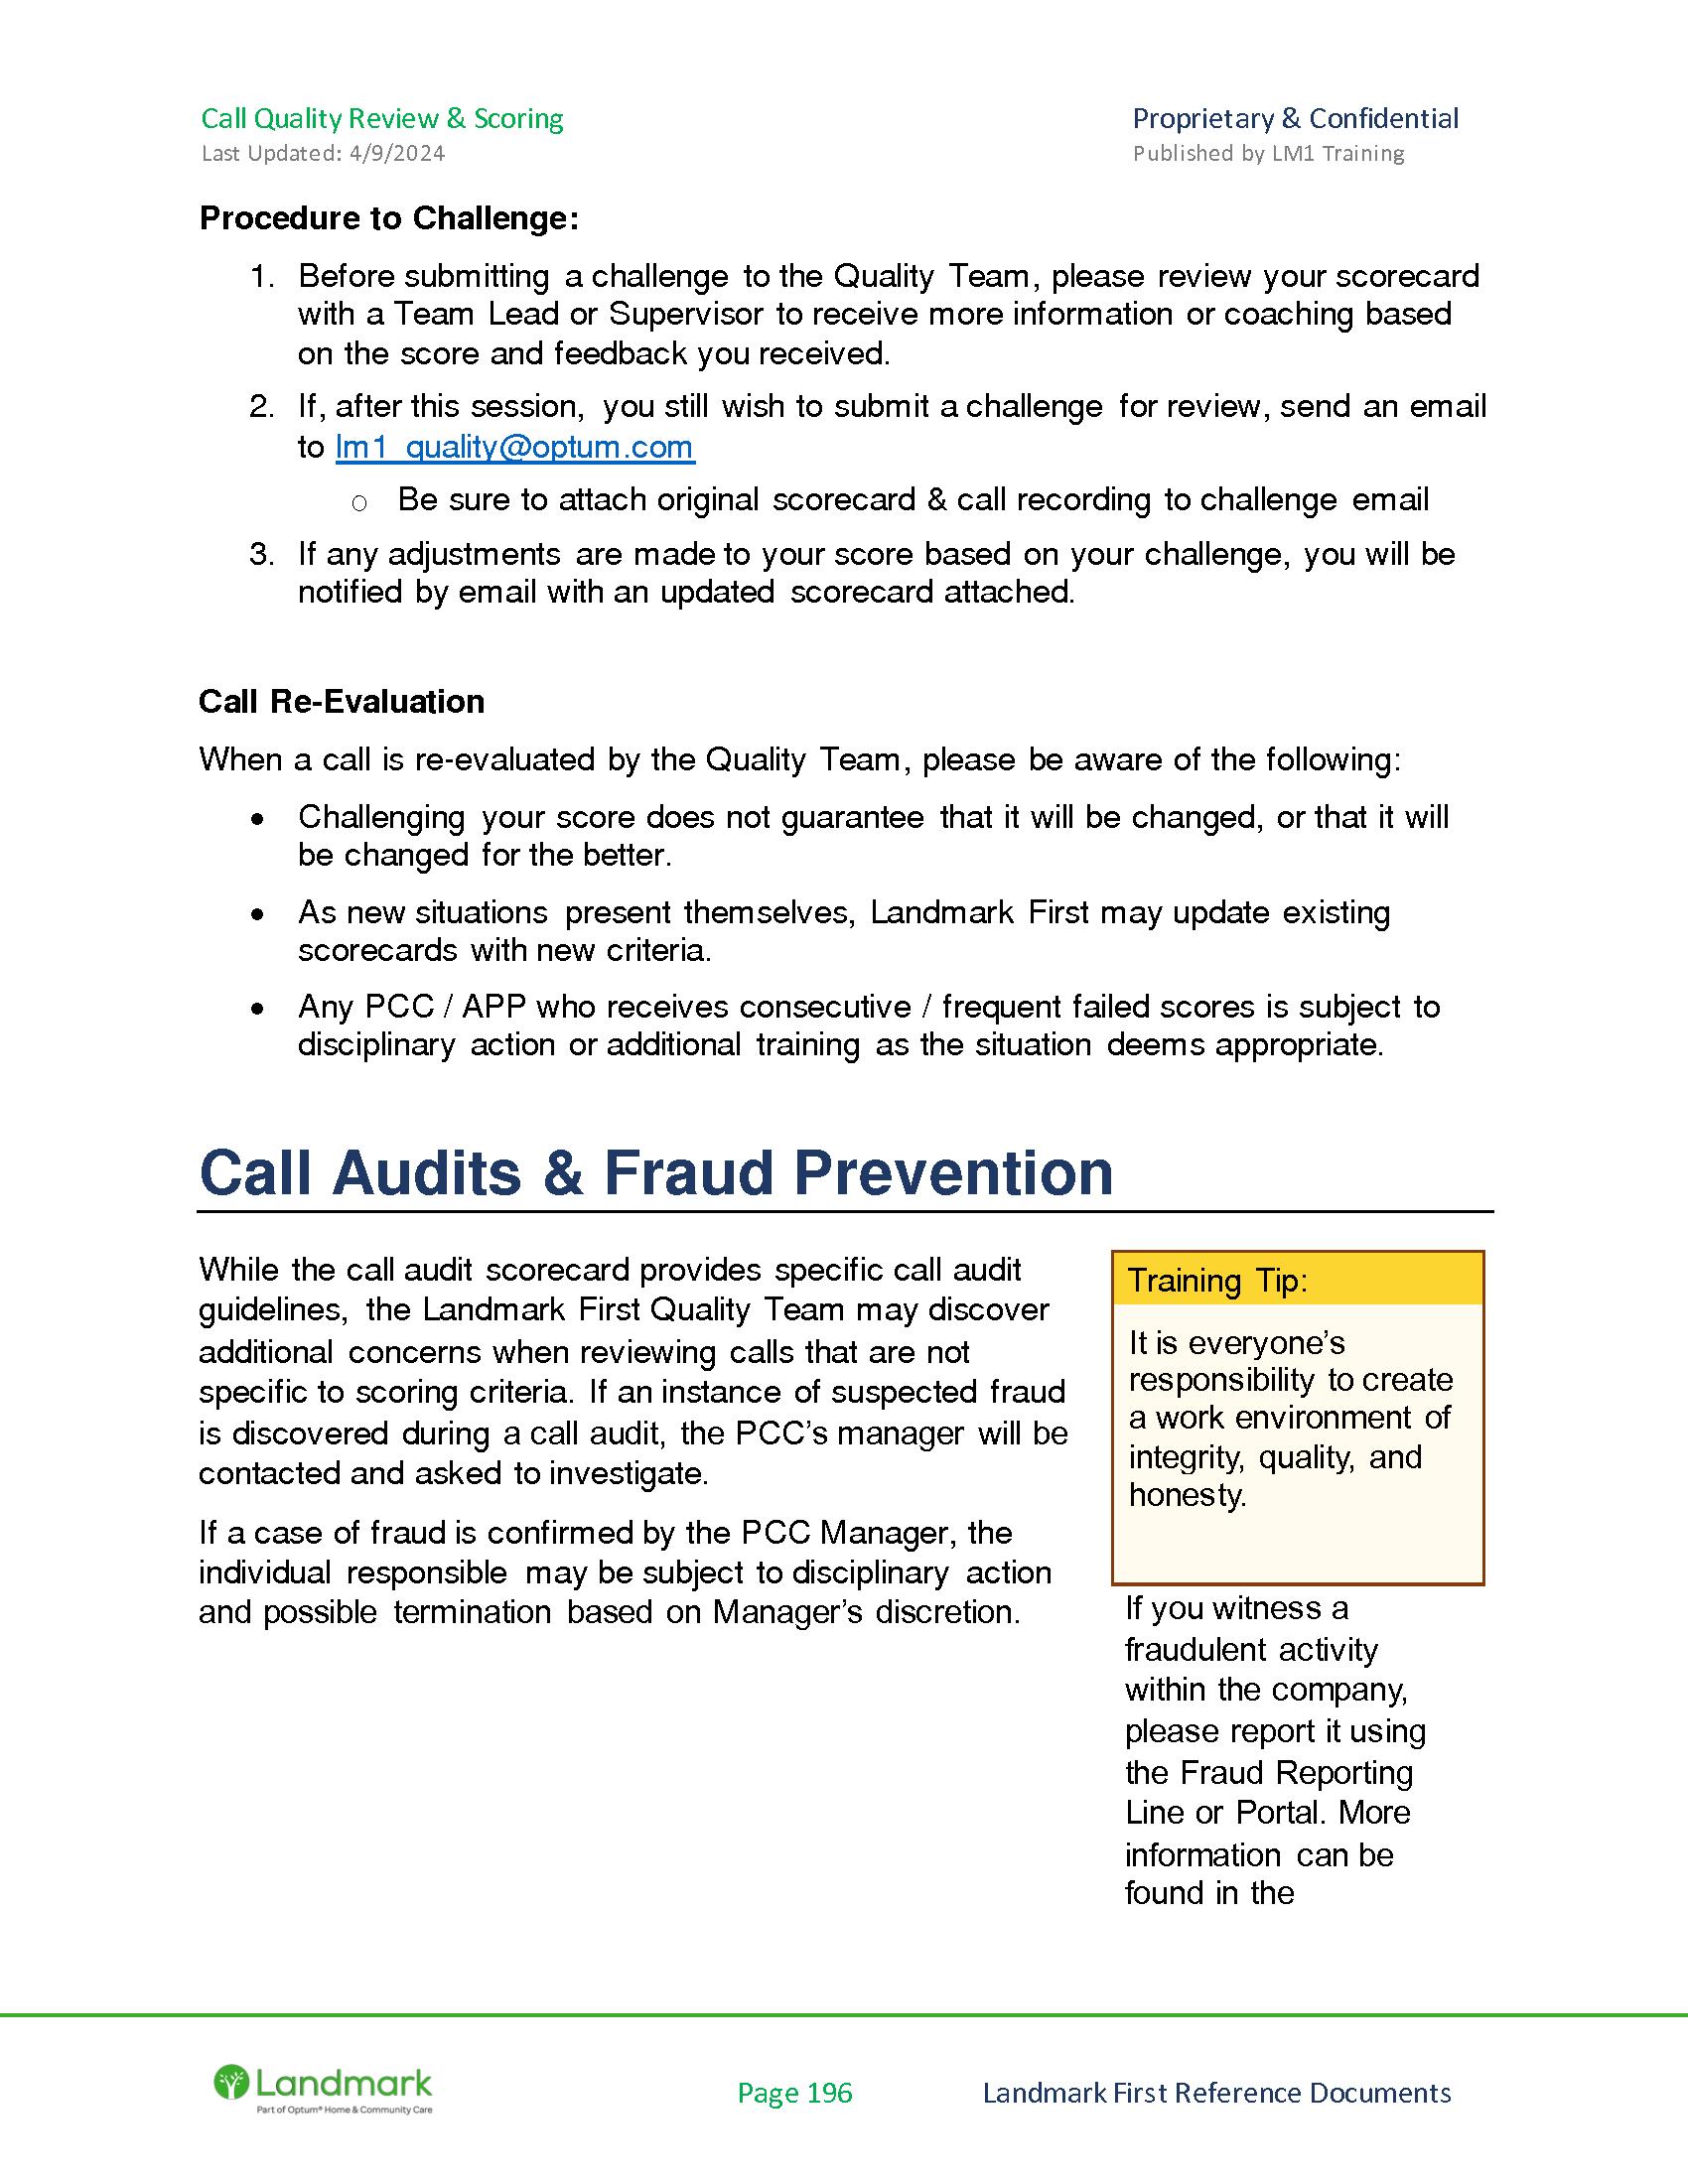 Call Quality Review & Scoring
Proprietary & Confidential
Last Updated: 4/9/2024
Published by LM1 Training
Procedure to Challenge:
1. Before submitting a challenge to the Quality Team, please review your scorecard
with a Team Lead or Supervisor to receive more information or coaching based
on the score and feedback you received.
2. If, after this session, you still wish to submit a challenge for review, send an email
to lm1_quality@optum.com
o Be sure to attach original scorecard & call recording to challenge email
3. If any adjustments are made to your score based on your challenge, you will be
notified by email with an updated scorecard attached.
Call Re-Evaluation
When a call is re-evaluated by the Quality Team, please be aware of the following:
• Challenging your score does not guarantee that it will be changed, or that it will
be changed for the better.
• As new situations present themselves, Landmark First may update existing
scorecards with new criteria.
• Any PCC / APP who receives consecutive / frequent failed scores is subject to
disciplinary action or additional training as the situation deems appropriate.
Call Audits & Fraud Prevention
While the call audit scorecard provides specific call audit
guidelines, the Landmark First Quality Team may discover
additional concerns when reviewing calls that are not
specific to scoring criteria. If an instance of suspected fraud
is discovered during a call audit, the PCC's manager will be
contacted and asked to investigate.
If a case of fraud is confirmed by the PCC Manager, the
individual responsible may be subject to disciplinary action
and possible termination based on Manager's discretion.
Training Tip:
It is everyone's
responsibility to create
a work environment of
integrity, quality, and
honesty.
If you witness a
fraudulent activity
within the company,
please report it using
the Fraud Reporting
Line or Portal. More
information can be
found in the
Landmark
Part of Optum® Home & Community Care
Page 196
Landmark First Reference Documents